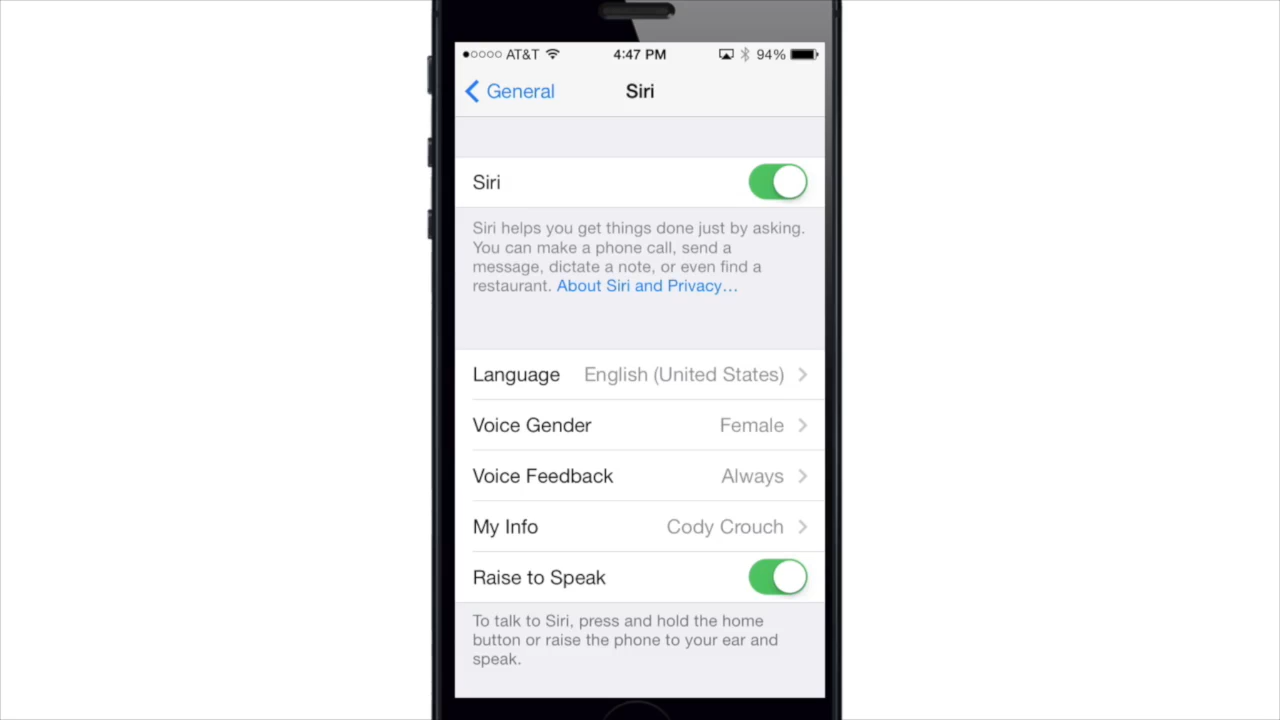 AT&T 4:47 PM 94%
General Siri
Siri
Siri helps you get things done just by asking.
You can make a phone call, send a
message, dictate a note, or even find a
restaurant. About Siri and Privacy...
Language English (United States)
Voice Gender Female
Voice Feedback Always
My Info Cody Crouch
Raise to Speak
To talk to Siri, press and hold the home
button or raise the phone to your ear and
speak.